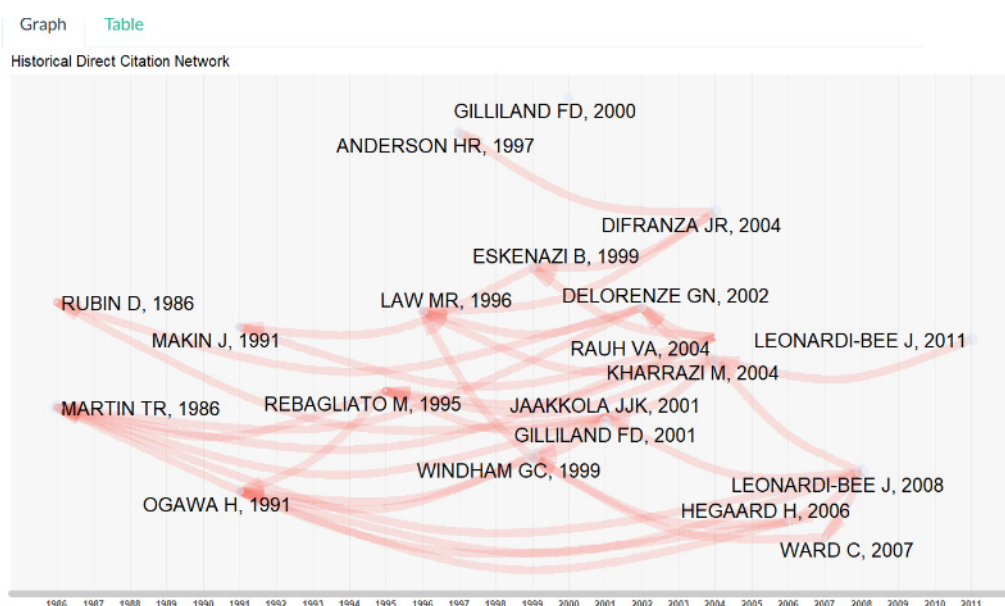 Graph Table
Historical Direct Citation Network
GILLILAND FD, 2000
ANDERSON HR, 1997
DIFRANZA JR, 2004
ESKENAZI B, 1999
DELORENZE GN, 2002
RUBIN D, 1986
LAW MR, 1996
MAKIN J, 1991
LEONARDI-BEE J, 2011
RAUH VA, 2004
KHARRAZI M, 2004
REBAGLIATO M, 1995
JAAKKOLA JJK, 2001
MARTIN TR, 1986
GILLILAND FD, 2001
WINDHAM GC, 1999
LEONARDI-BEE J, 2008
OGAWA H, 1991
HEGAARD H, 2006
WARD C, 2007
1986 1987 1988 1989 1990 1991 1992 1993 1994 1995 1996 1997 1998 1999 2000 2001 2002 2003 2004 2005 2006 2007 2008 2009 2010 2011